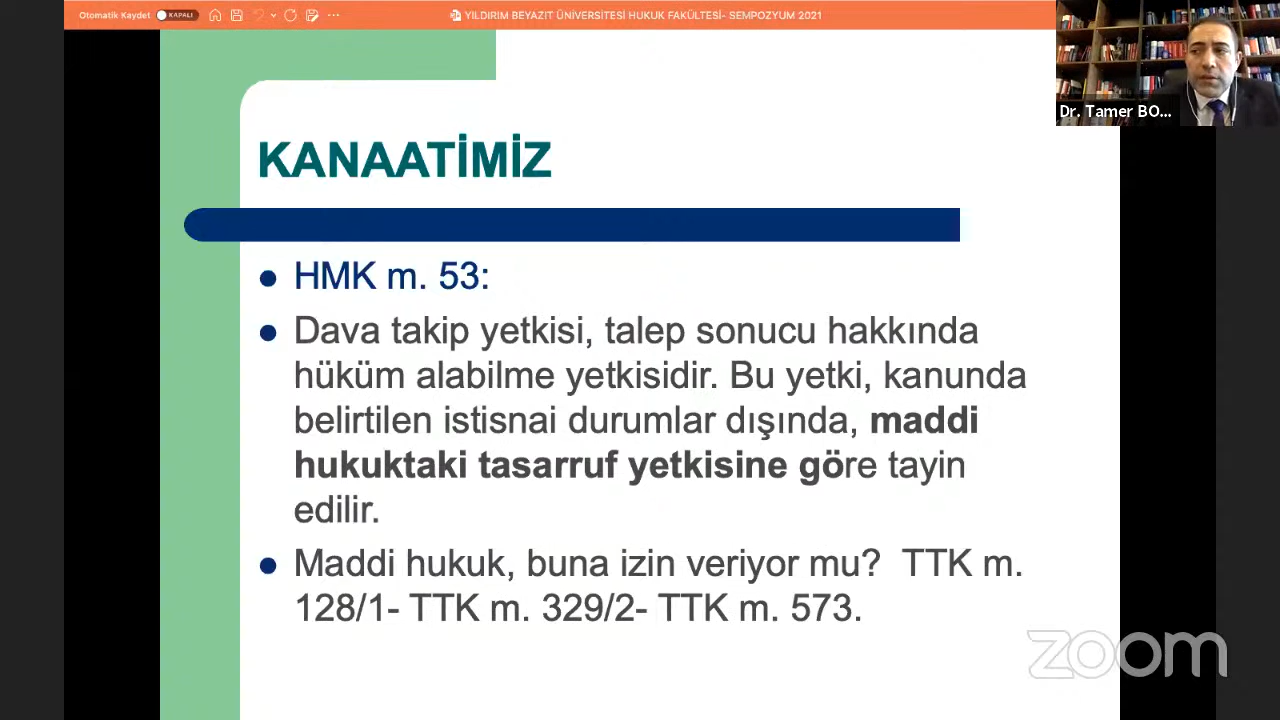 Otomatik Kaydet KAPALI
YILDIRIM BEYAZIT ÜNİVERSİTESİ HUKUK FAKÜLTESİ- SEMPOZYUM 2021
Dr. Tamer BO...
KANAATİMİZ
HMK m. 53:
Dava takip yetkisi, talep sonucu hakkında
hüküm alabilme yetkisidir. Bu yetki, kanunda
belirtilen istisnai durumlar dışında, maddi
hukuktaki tasarruf yetkisine göre tayin
edilir.
Maddi hukuk, buna izin veriyor mu? TTK m.
128/1- TTK m. 329/2- TTK m. 573.
zoom